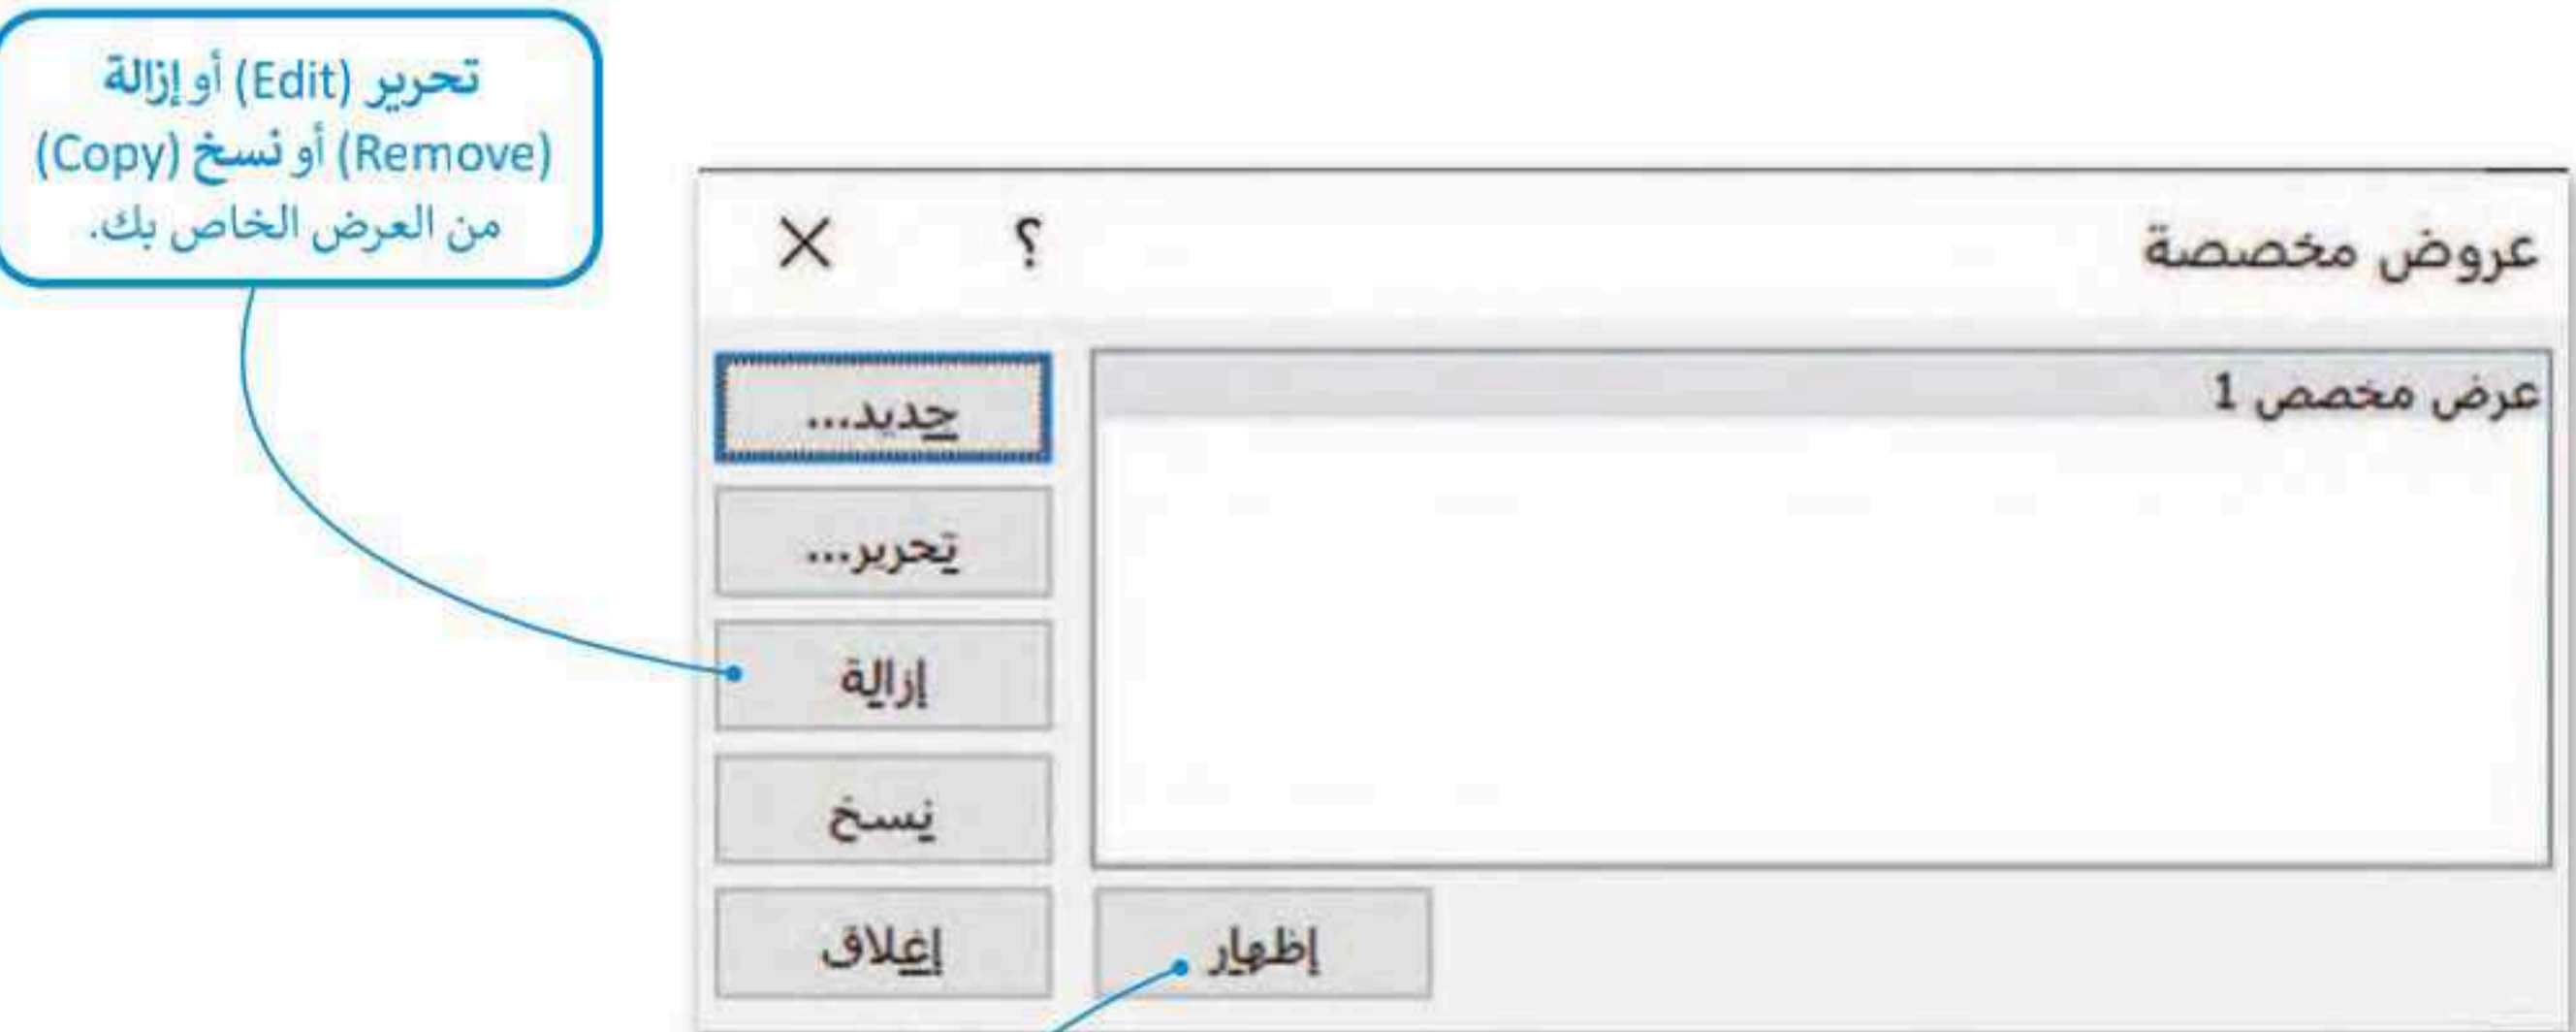 تحرير (Edit) أو إزالة
(Remove) أو نسخ (Copy)
من العرض الخاص بك.
عروض مخصصة
؟
عرض مخصص 1
جديد...
تحرير...
إزالة
نسخ
إظهار
إغلاق